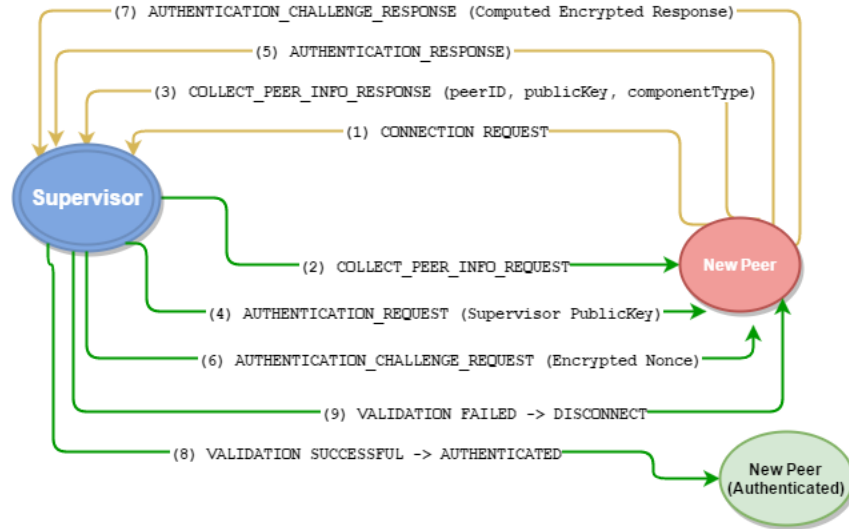 (7) AUTHENTICATION_CHALLENGE_RESPONSE (Computed Encrypted Response)
(5) AUTHENTICATION_RESPONSE)
(3) COLLECT_PEER_INFO_RESPONSE (peerID, publicKey, componentType)
(1) CONNECTION REQUEST
Supervisor
New Peer
(2) COLLECT_PEER_INFO_REQUEST
(4) AUTHENTICATION_REQUEST (Supervisor PublicKey)
(6) AUTHENTICATION_CHALLENGE_REQUEST (Encrypted Nonce)
(9) VALIDATION FAILED -> DISCONNECT
(8) VALIDATION SUCCESSFUL -> AUTHENTICATED
New Peer
(Authenticated)